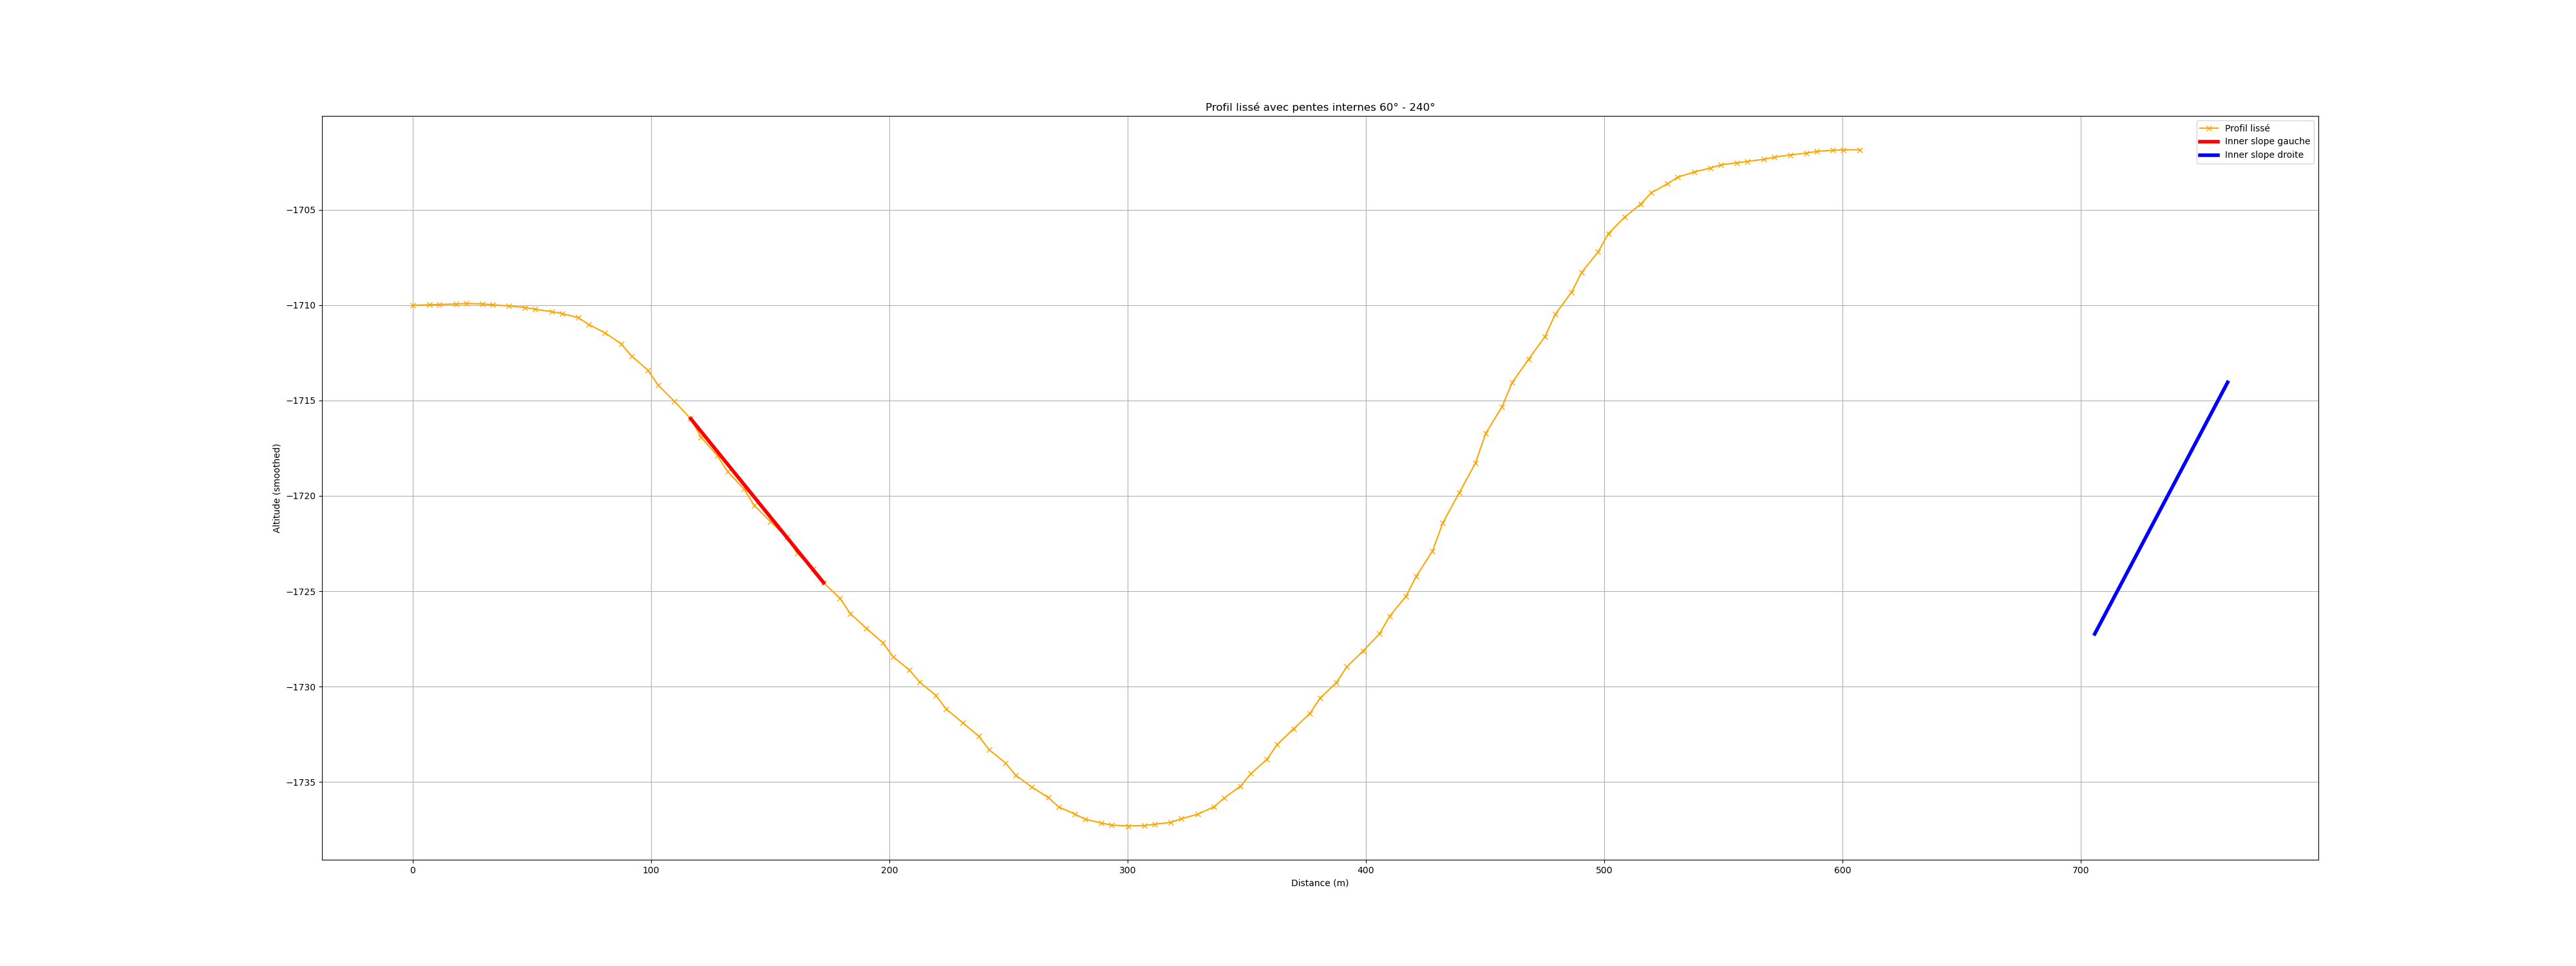 Profil lissé avec pentes internes 60° - 240°
Profil lissé
Inner slope gauche
Inner slope droite
−1705
−1710
−1715
−1720
−1725
−1730
−1735
Altitude (smoothed)
0 100 200 300 400 500 600 700
Distance (m)